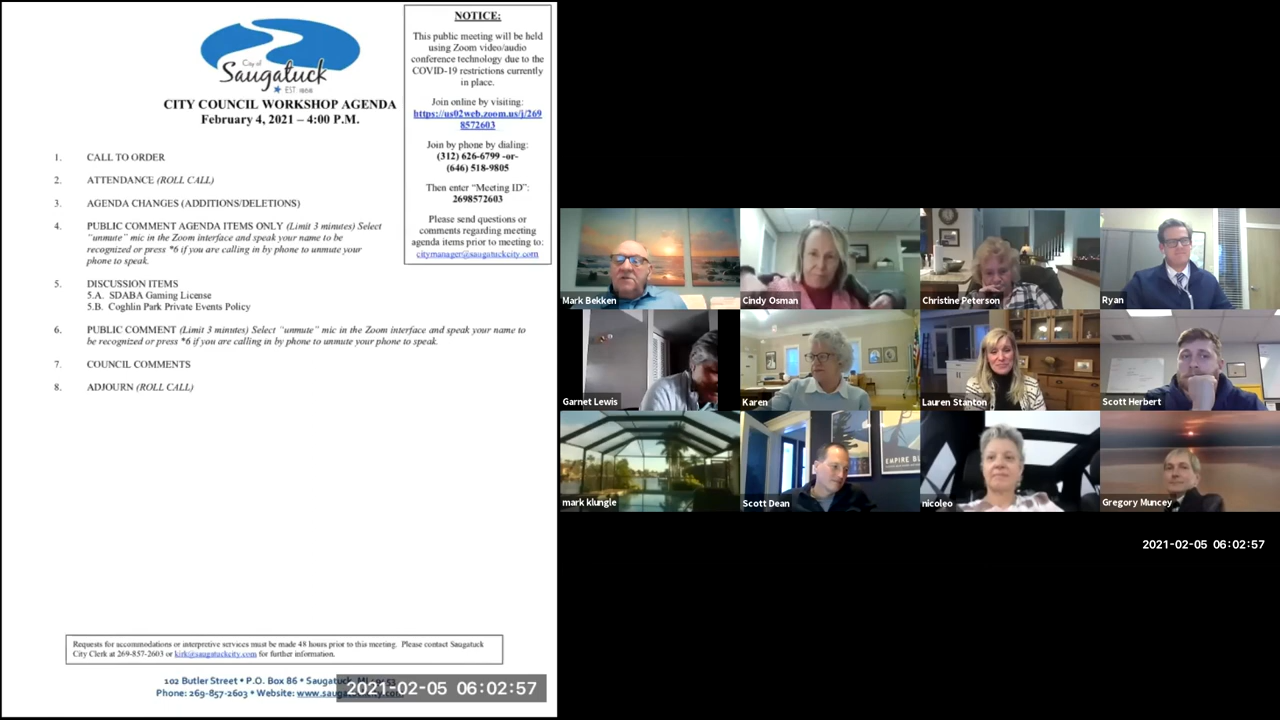 City of
Saugatuck
EST. 1868
CITY COUNCIL WORKSHOP AGENDA
February 4, 2021 – 4:00 P.M.
NOTICE:
This public meeting will be held
using Zoom video/audio
conference technology due to the
COVID-19 restrictions currently
in place.
Join online by visiting:
https://us02web.zoom.us/j/269
8572603
Join by phone by dialing:
(312) 626-6799 -or-
(646) 518-9805
Then enter “Meeting ID”:
2698572603
Please send questions or
comments regarding meeting
agenda items prior to meeting to:
citymanager@saugatuckcity.com
1. CALL TO ORDER
2. ATTENDANCE (ROLL CALL)
3. AGENDA CHANGES (ADDITIONS/DELETIONS)
4. PUBLIC COMMENT AGENDA ITEMS ONLY (Limit 3 minutes) Select
“unmute” mic in the Zoom interface and speak your name to be
recognized or press *6 if you are calling in by phone to unmute your
phone to speak.
5. DISCUSSION ITEMS
5.A. SDABA Gaming License
5.B. Coghlin Park Private Events Policy
6. PUBLIC COMMENT (Limit 3 minutes) Select “unmute” mic in the Zoom interface and speak your name to
be recognized or press *6 if you are calling in by phone to unmute your phone to speak.
7. COUNCIL COMMENTS
8. ADJOURN (ROLL CALL)
Requests for accommodations or interpretive services must be made 48 hours prior to this meeting. Please contact Saugatuck
City Clerk at 269-857-2603 or kirk@saugatuckcity.com for further information.
102 Butler Street • P.O. Box 86 • Saugatuck,
Phone: 269-857-2603 • Website: www.saug
2021-02-05 06:02:57
Mark Bekken
Cindy Osman
Christine Peterson
Ryan
Garnet Lewis
Karen
Lauren Stanton
Scott Herbert
mark klungle
Scott Dean
EMPIRE BL
nicoleo
Gregory Muncey
2021-02-05 06:02:57